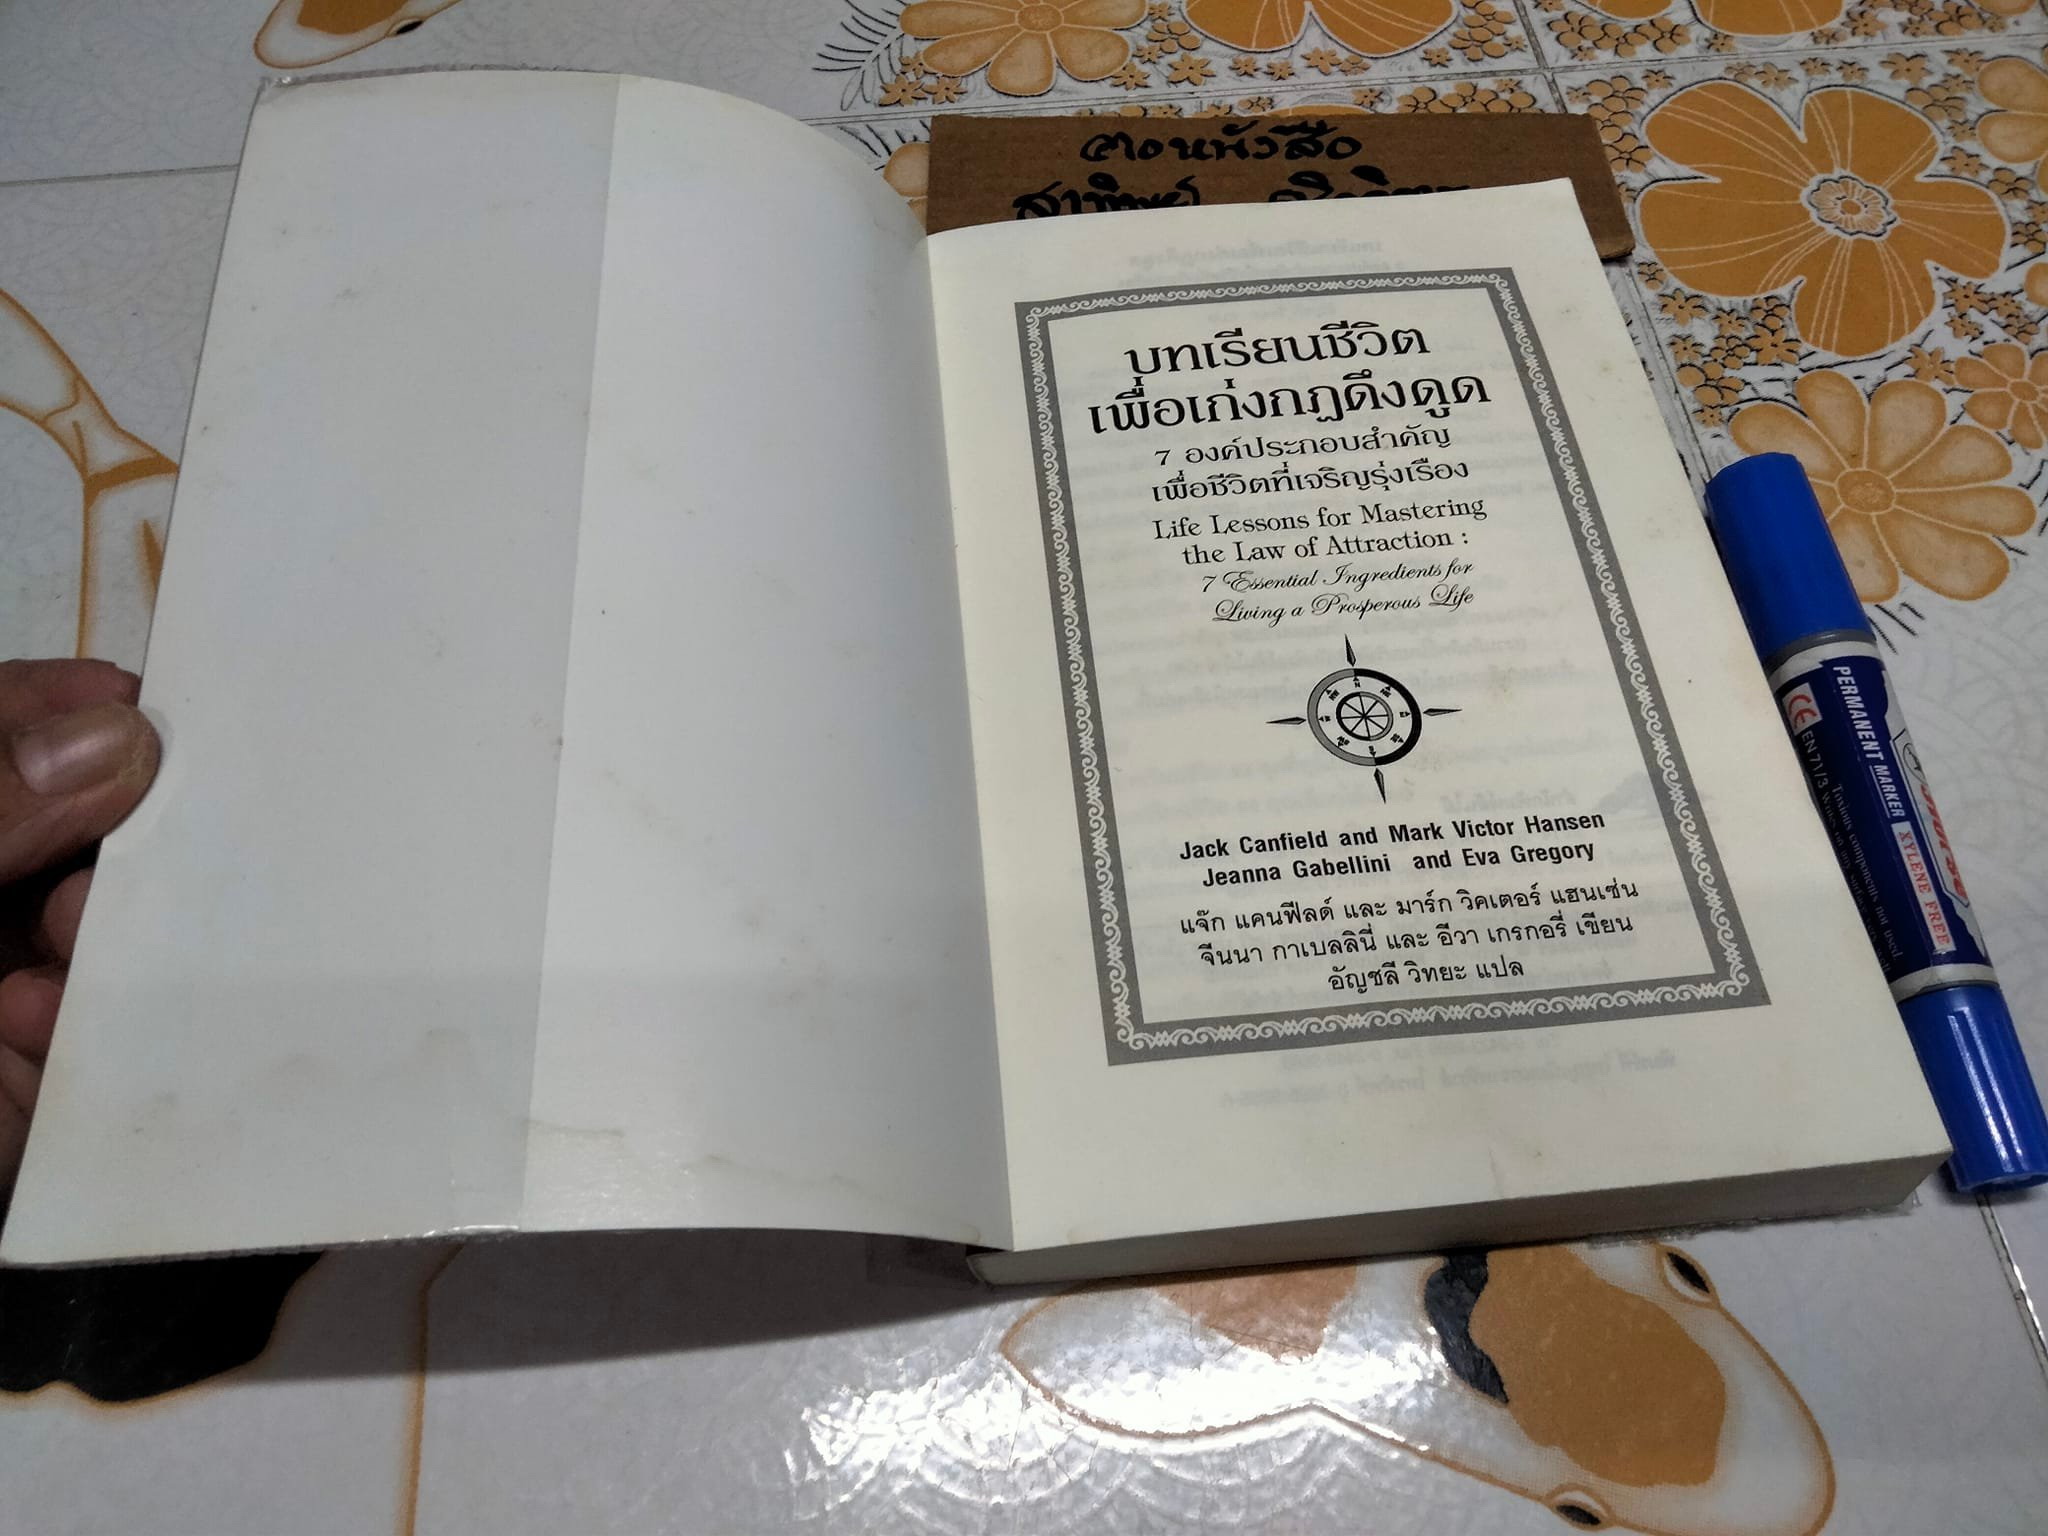 บทเรียนชีวิต
เพื่อเก่งกฎดึงดูด
7 องค์ประกอบสำคัญ
เพื่อชีวิตที่เจริญรุ่งเรือง
Life Lessons for Mastering
the Law of Attraction :
7 Essential Ingredients for
Living a Prosperous Life
Jack Canfield and Mark Victor Hansen
Jeanna Gabellini and Eva Gregory
แจ๊ก แคนฟีลด์ และ มาร์ก วิคเตอร์ แฮนเซ่น
จีนนา กาเบลลินี่ และ อีวา เกรกอรี่ เขียน
อัญชลี วิทยะ แปล
PERMANENT MARKER
XYLENE FREE
CE EN 71/3